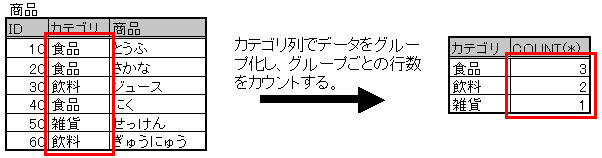 商品
ID カテゴリ 商品
10 食品 とうふ
20 食品 さかな
30 飲料 ジュース
40 食品 にく
50 雑貨 せっけん
60 飲料 ぎゅうにゅう
カテゴリ列でデータをグルー
プ化し、グループごとの行数
をカウントする。
カテゴリ COUNT(*)
食品 3
飲料 2
雑貨 1